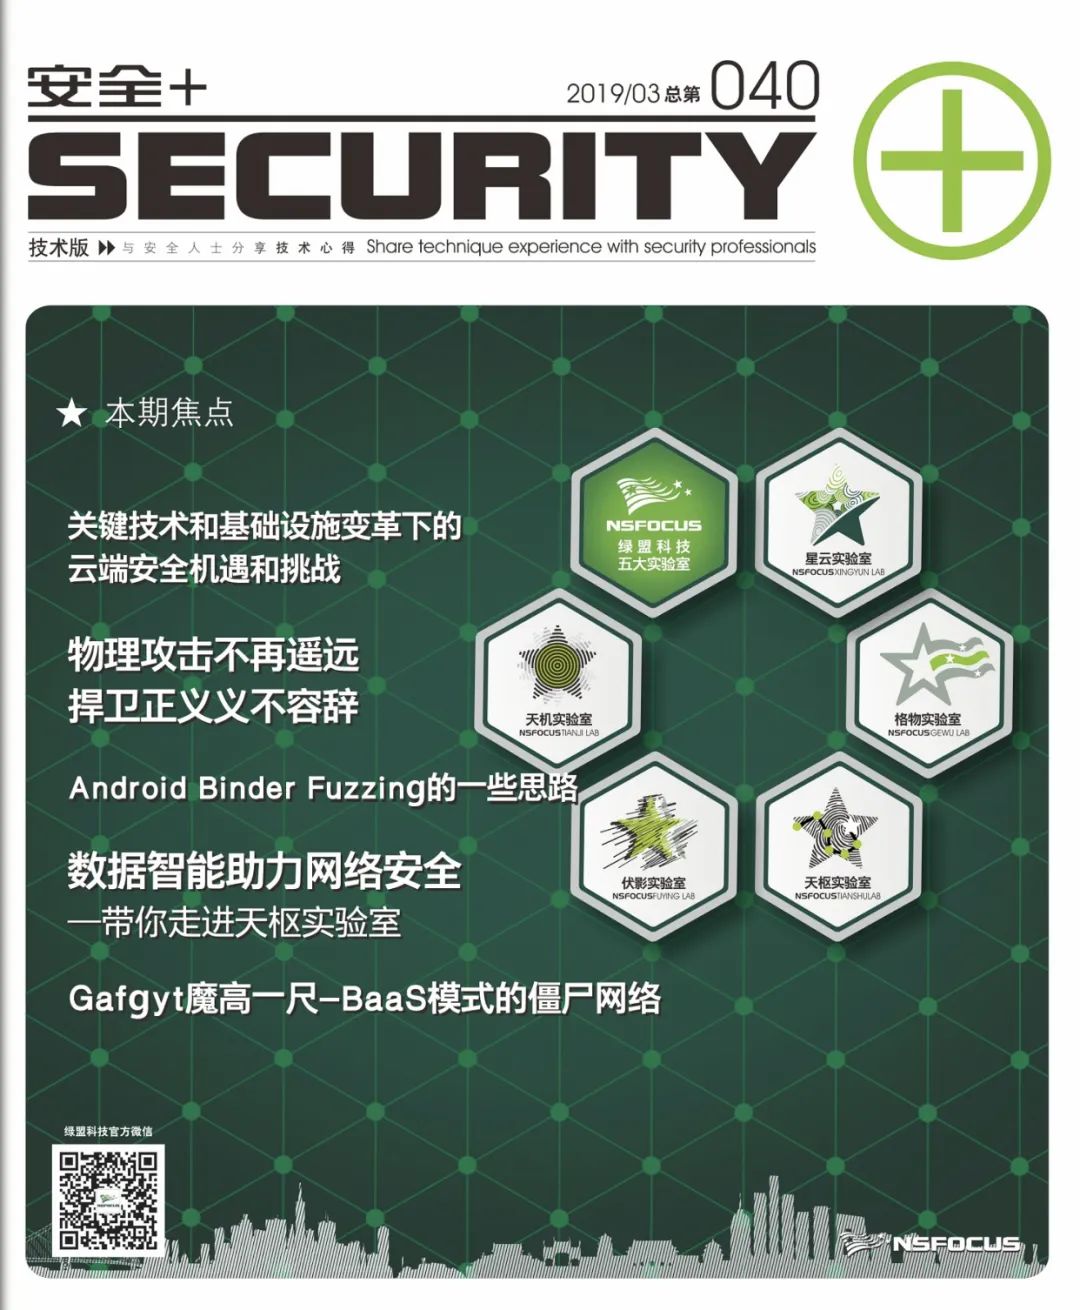 安全+
2019/03 总第 040
SECURITY
技术版 与安全人士分享技术心得 Share technique experience with security professionals
★ 本期焦点
关键技术和基础设施变革下的
云端安全机遇和挑战
物理攻击不再遥远
捍卫正义义不容辞
Android Binder Fuzzing的一些思路
数据智能助力网络安全
—带你走进天枢实验室
Gafgyt魔高一尺-BaaS模式的僵尸网络
NSFOCUS
绿盟科技
五大实验室
星云实验室
NSFOCUS XINGYUN LAB
天机实验室
NSFOCUS TIANJI LAB
格物实验室
NSFOCUS GEWU LAB
伏影实验室
NSFOCUS FUYING LAB
天枢实验室
NSFOCUS TIANSHU LAB
绿盟科技官方微信
NSFOCUS
NSFOCUS